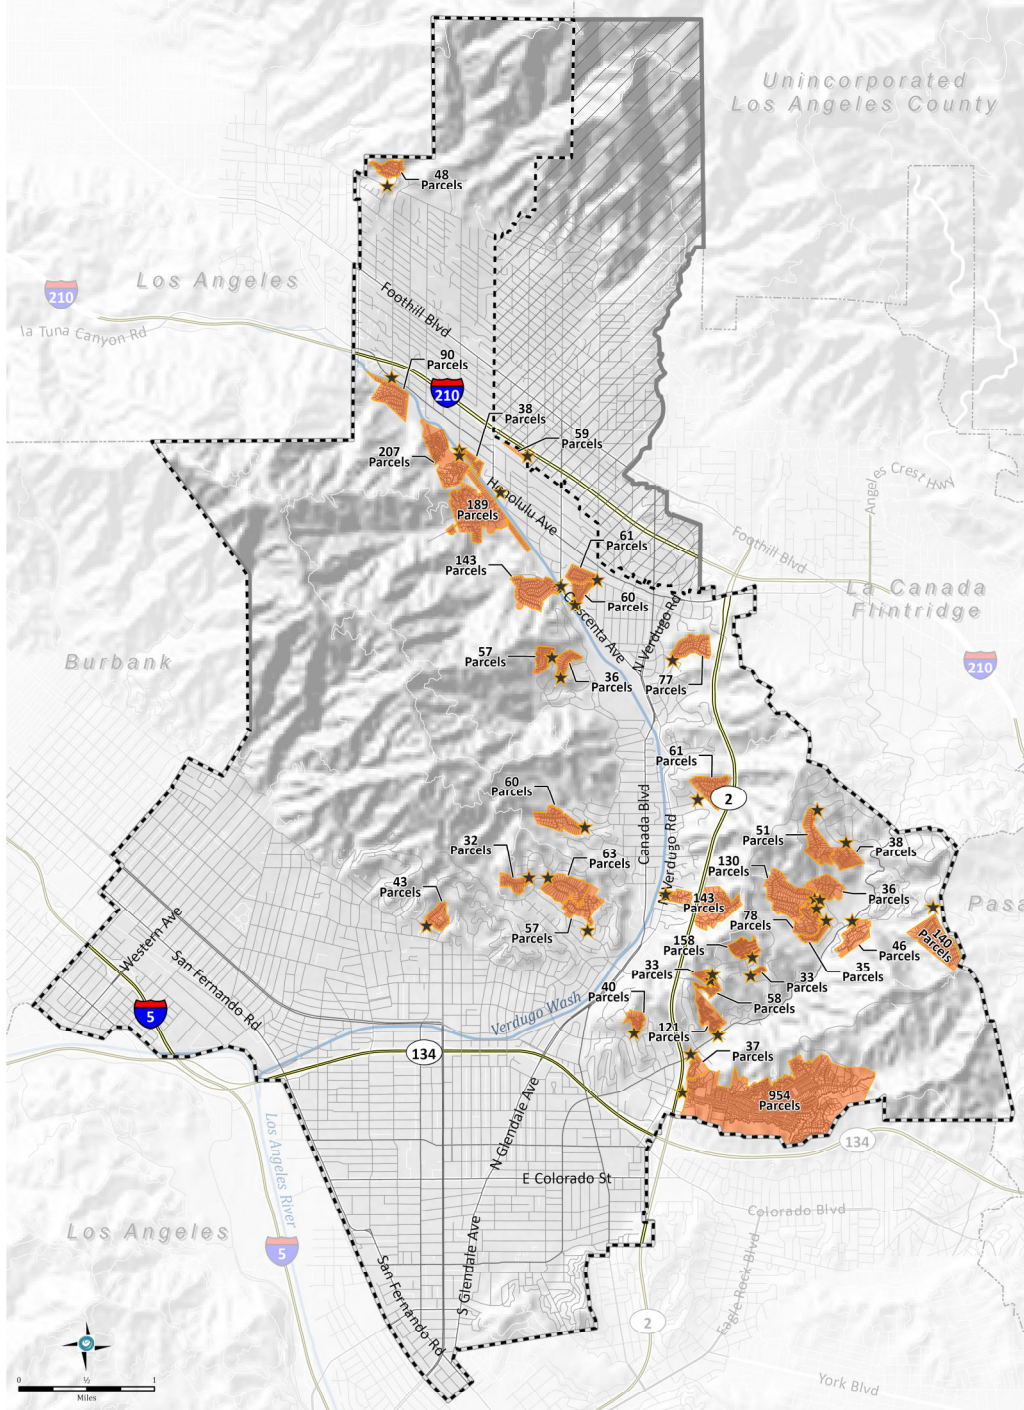 Unincorporated
Los Angeles County
48
Parcels
Los Angeles
210
la Tuna Canyon Rd
Foothill Blvd
90
Parcels
210
38
Parcels
59
Parcels
207
Parcels
Angeles Crest Hwy
Honolulu Ave
189
Parcels
Foothill Blvd
61
Parcels
143
Parcels
La Canada
Flintridge
60
Parcels
Crescenta Ave
N Verdugo Rd
Burbank
57
Parcels
36
Parcels
77
Parcels
210
61
Parcels
2
60
Parcels
Canada Blvd
N Verdugo Rd
51
Parcels
38
Parcels
32
Parcels
63
Parcels
130
Parcels
43
Parcels
36
Parcels
143
Parcels
Pasa
78
Parcels
57
Parcels
140
Parcels
46
Parcels
Western Ave
158
Parcels
35
Parcels
San Fernando Rd
33
Parcels
33
Parcels
40
Parcels
58
Parcels
Verdugo Wash
5
121
Parcels
37
Parcels
134
954
Parcels
N Glendale Ave
134
Los Angeles River
E Colorado St
Colorado Blvd
Los Angeles
5
S Glendale Ave
San Fernando Rd
Eagle Rock Blvd
2
York Blvd
0 ½ 1
Miles